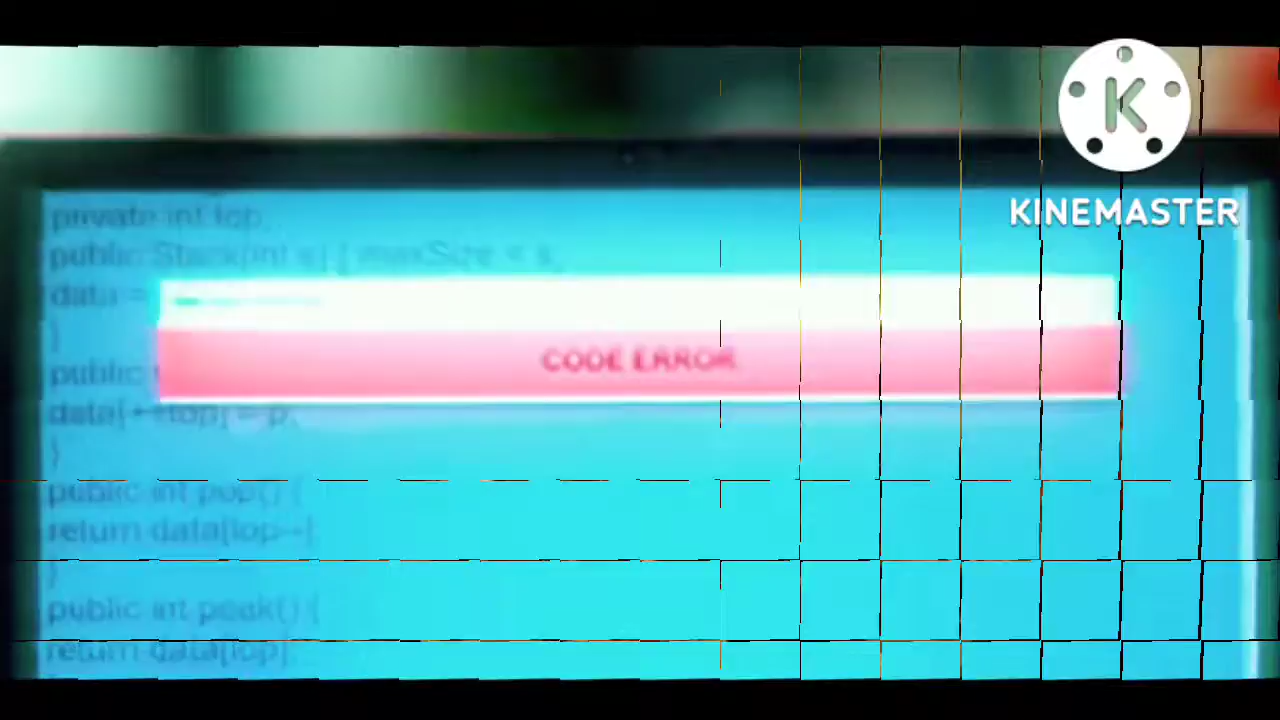 KINEMASTER
private int top;
public Stack(int s) { maxSize = s;
data =
}
CODE ERROR
public
data[++top] = p;
}
public int pop() {
return data[top--]
}
public int peak() {
return data[top];